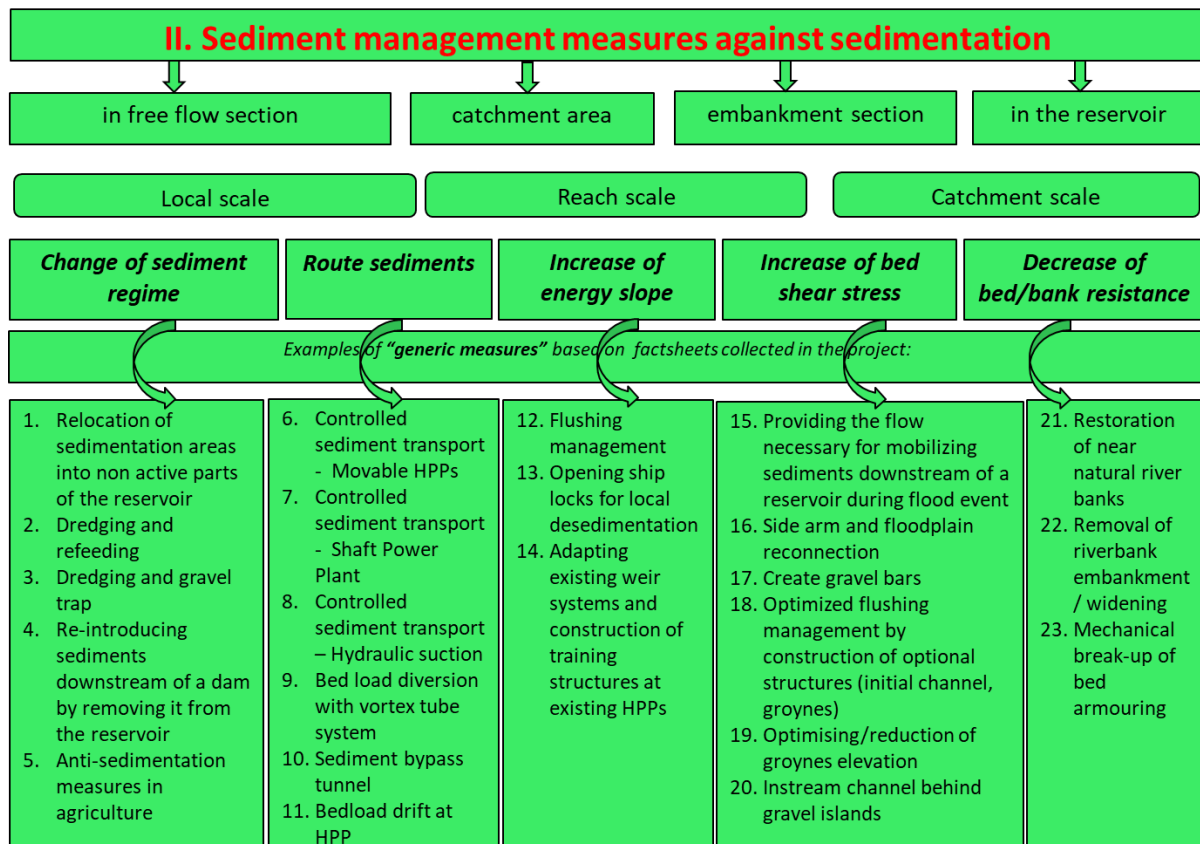 II. Sediment management measures against sedimentation
in free flow section
catchment area
embankment section
in the reservoir
Local scale
Reach scale
Catchment scale
Change of sediment
regime
Route sediments
Increase of
energy slope
Increase of bed
shear stress
Decrease of
bed/bank resistance
Examples of “generic measures” based on factsheets collected in the project:
1. Relocation of
sedimentation areas
into non active parts
of the reservoir
2. Dredging and
refeeding
3. Dredging and gravel
trap
4. Re-introducing
sediments
downstream of a dam
by removing it from
the reservoir
5. Anti-sedimentation
measures in
agriculture
6. Controlled
sediment transport
- Movable HPPs
7. Controlled
sediment transport
- Shaft Power
Plant
8. Controlled
sediment transport
– Hydraulic suction
9. Bed load diversion
with vortex tube
system
10. Sediment bypass
tunnel
11. Bedload drift at
HPP
12. Flushing
management
13. Opening ship
locks for local
desedimentation
14. Adapting
existing weir
systems and
construction of
training
structures at
existing HPPs
15. Providing the flow
necessary for mobilizing
sediments downstream of a
reservoir during flood event
16. Side arm and floodplain
reconnection
17. Create gravel bars
18. Optimized flushing
management by
construction of optional
structures (initial channel,
groynes)
19. Optimising/reduction of
groynes elevation
20. Instream channel behind
gravel islands
21. Restoration
of near
natural river
banks
22. Removal of
riverbank
embankment
/ widening
23. Mechanical
break-up of
bed
armouring